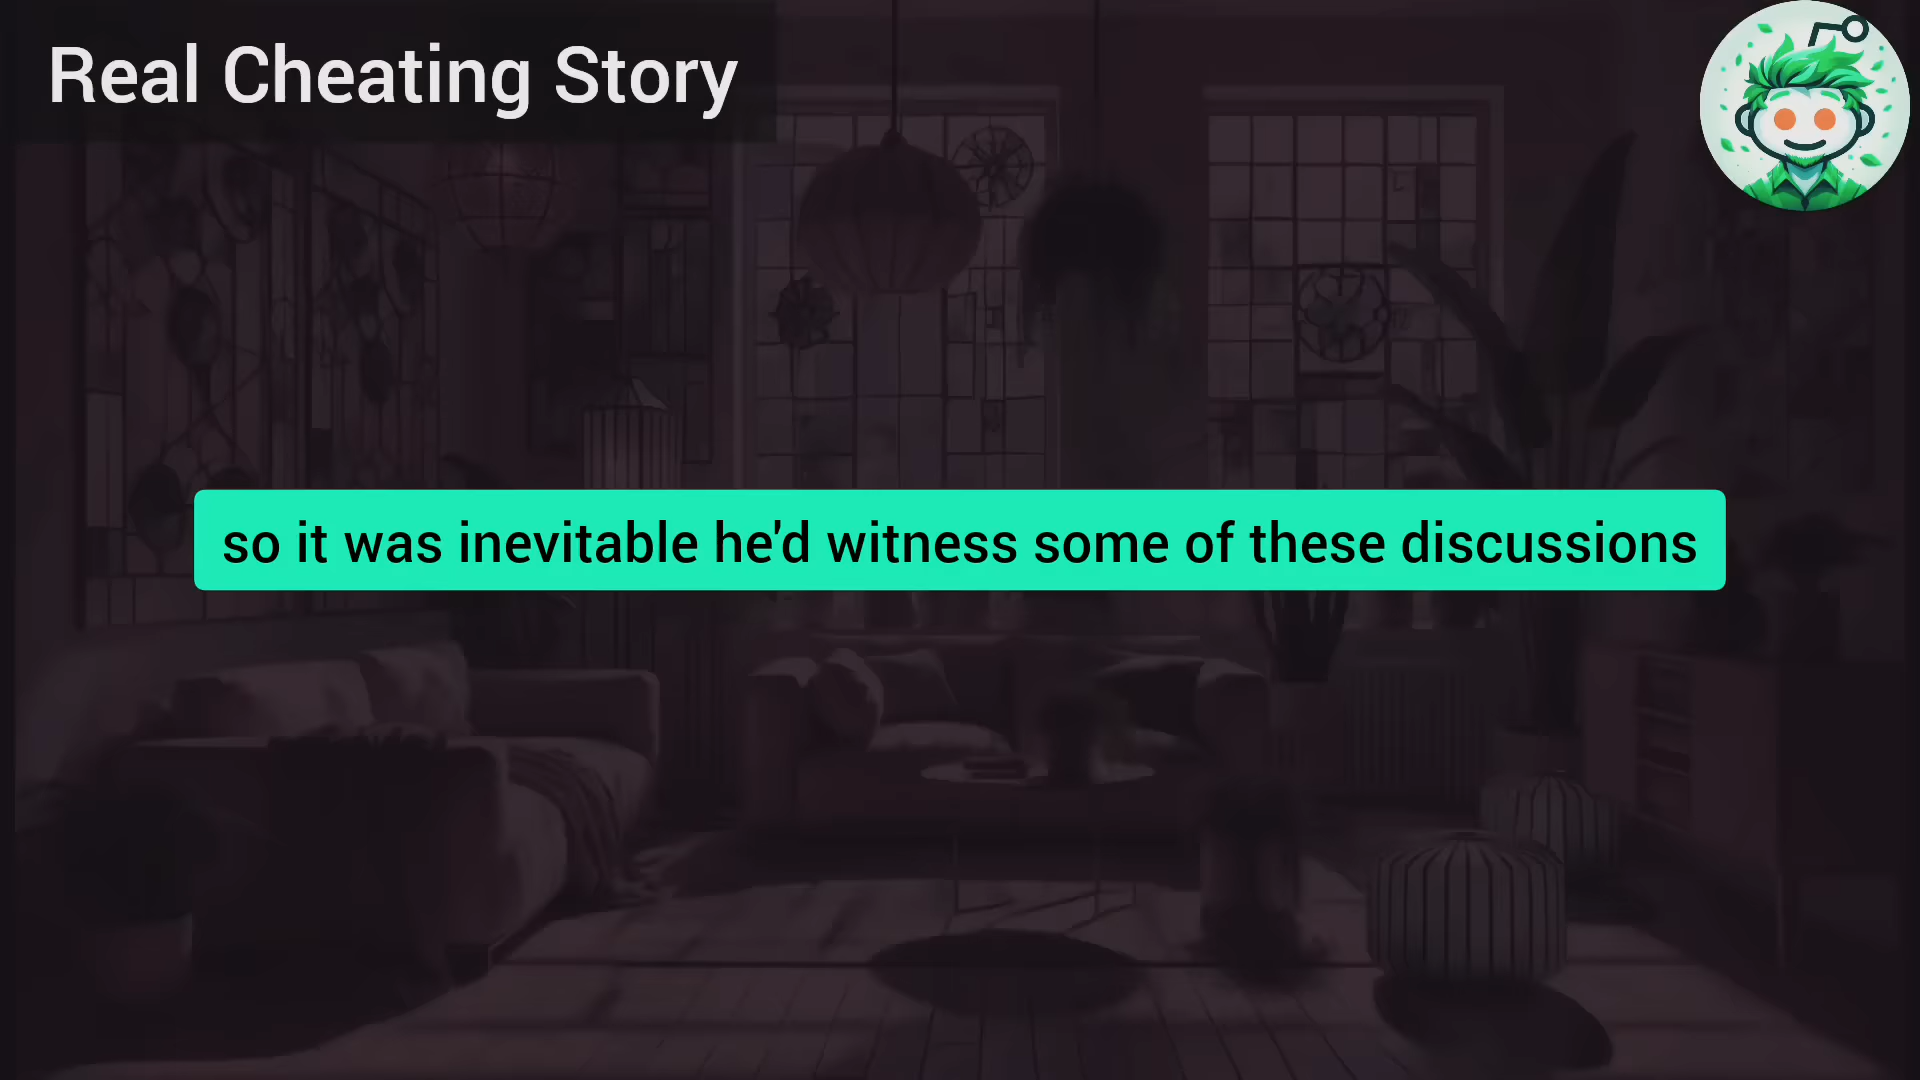 Real Cheating Story
so it was inevitable he'd witness some of these discussions